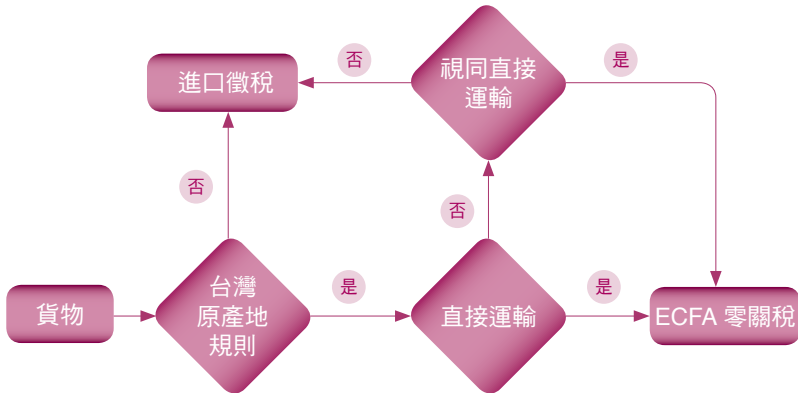 否
視同直接
運輸
是
進口徵稅
否
否
台灣
原產地
規則
是
是
貨物
直接運輸
ECFA 零關稅